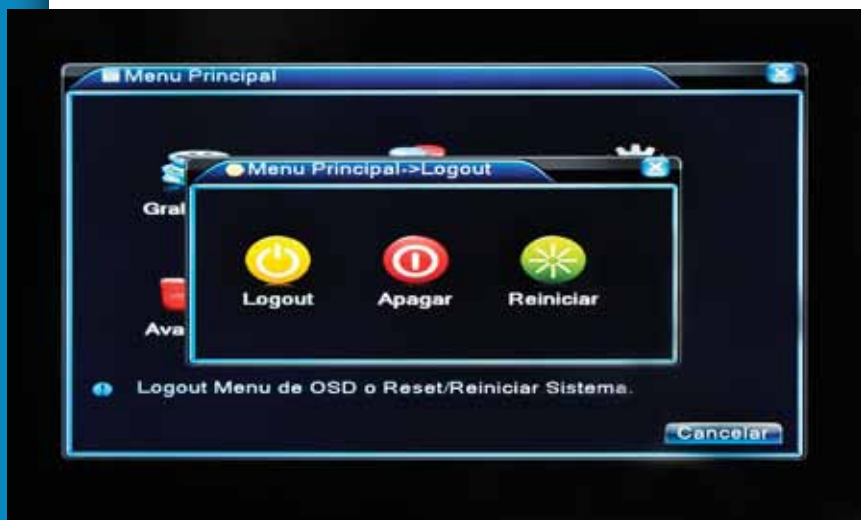 Menu Principal
Menu Principal->Logout
Logout Apagar Reiniciar
Logout Menu de OSD o Reset/Reiniciar Sistema.
Cancelar